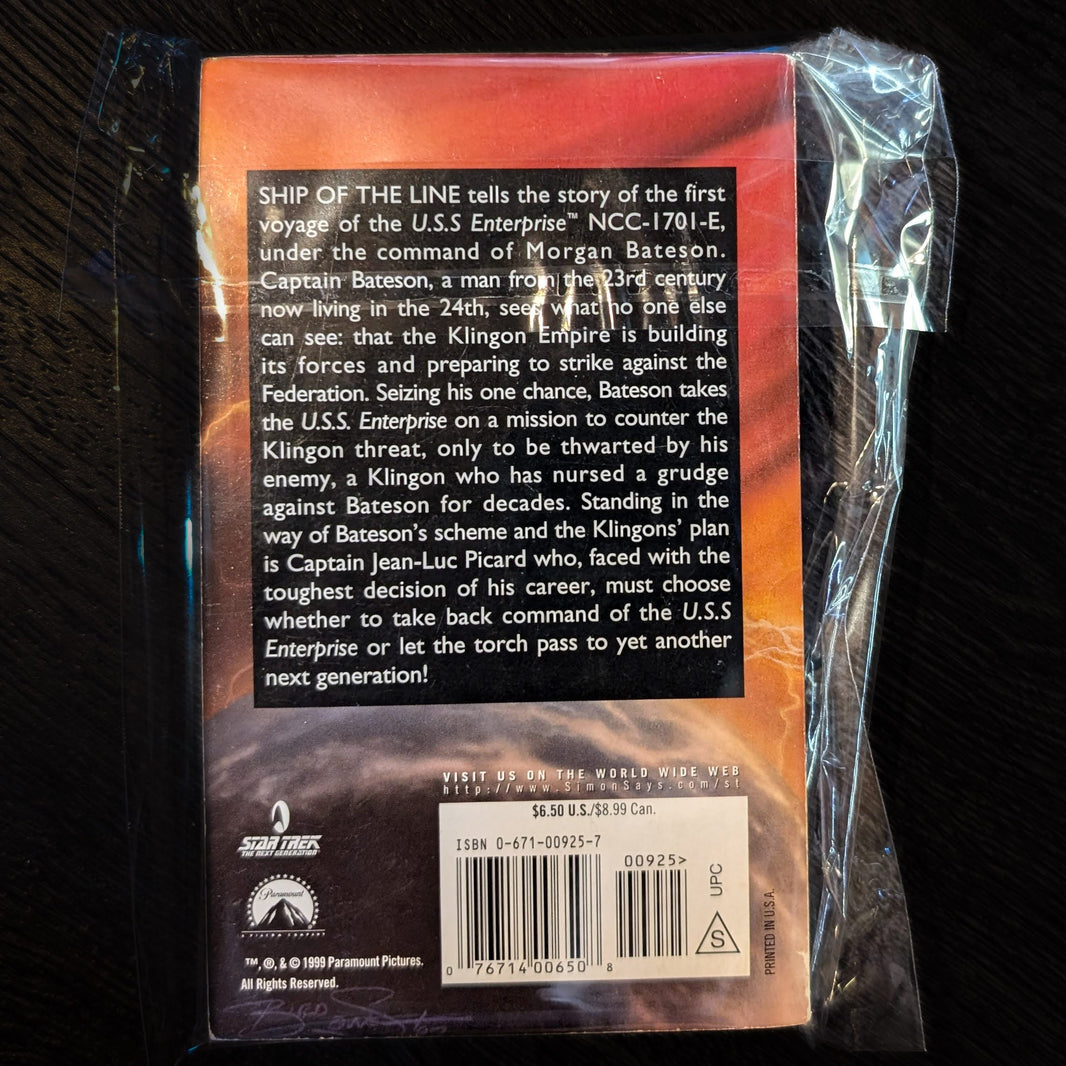 SHIP OF THE LINE tells the story of the first
voyage of the U.S.S Enterprise™ NCC-1701-E,
under the command of Morgan Bateson.
Captain Bateson, a man from the 23rd century
now living in the 24th, sees what no one else
can see: that the Klingon Empire is building
its forces and preparing to strike against the
Federation. Seizing his one chance, Bateson takes
the U.S.S. Enterprise on a mission to counter the
Klingon threat, only to be thwarted by his
enemy, a Klingon who has nursed a grudge
against Bateson for decades. Standing in the
way of Bateson's scheme and the Klingons' plan
is Captain Jean-Luc Picard who, faced with the
toughest decision of his career, must choose
whether to take back command of the U.S.S
Enterprise or let the torch pass to yet another
next generation!
VISIT US ON THE WORLD WIDE WEB
http://www.SimonSays.com/st
$6.50 U.S./$8.99 Can.
ISBN 0-671-00925-7
00925>
UPC
S
0 76714 00650 8
PRINTED IN U.S.A.
STAR TREK
THE NEXT GENERATION
Paramount
A VIACOM COMPANY
™, ®, & © 1999 Paramount Pictures.
All Rights Reserved.